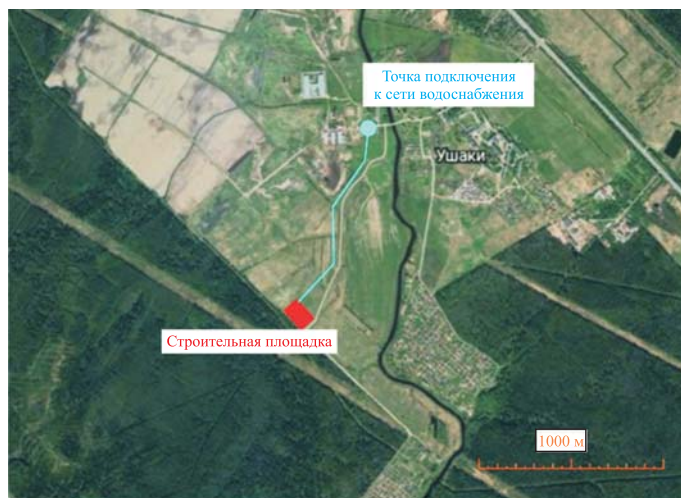 Точка подключения
к сети водоснабжения
Ушаки
Строительная площадка
1000 м